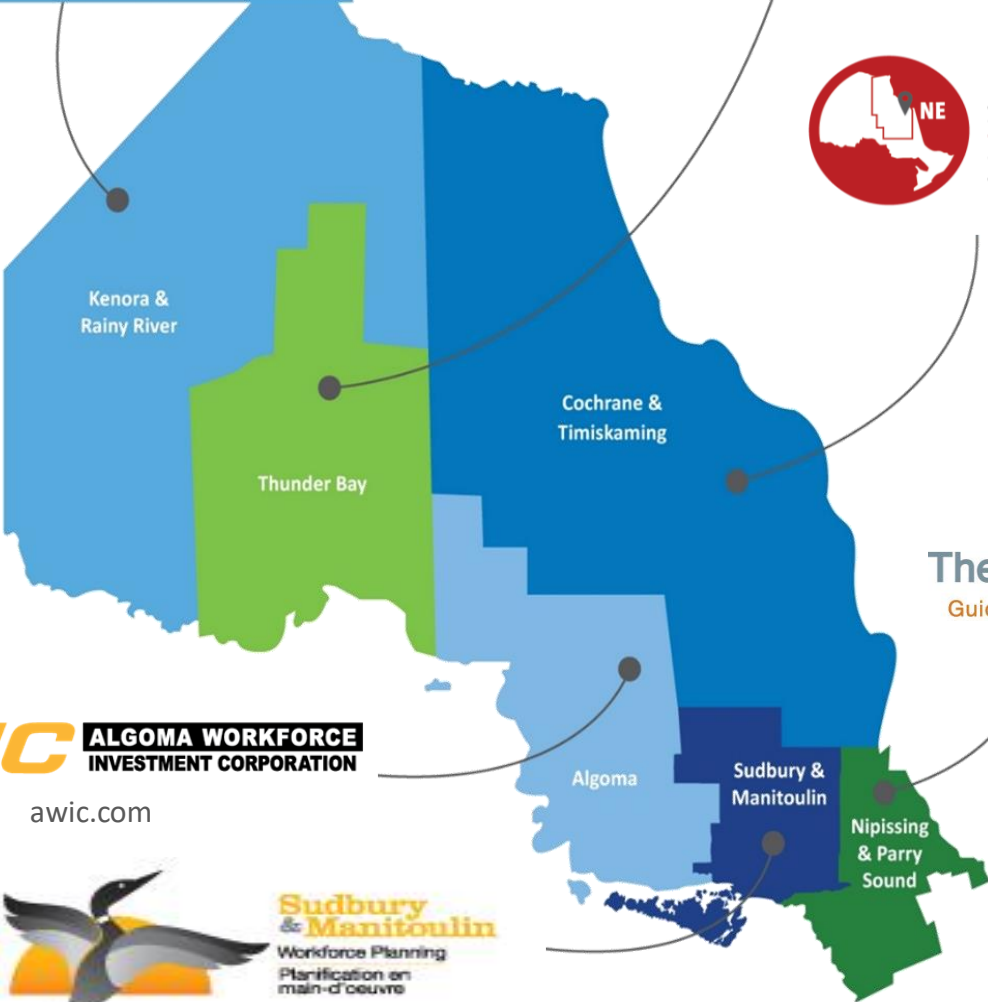 NE
Kenora &
Rainy River
Cochrane &
Timiskaming
Thunder Bay
The
ALGOMA WORKFORCE
INVESTMENT CORPORATION
awic.com
Algoma
Sudbury &
Manitoulin
Nipissing
& Parry
Sound
Sudbury
& Manitoulin
Workforce Planning
Planification en
main-d'oeuvre